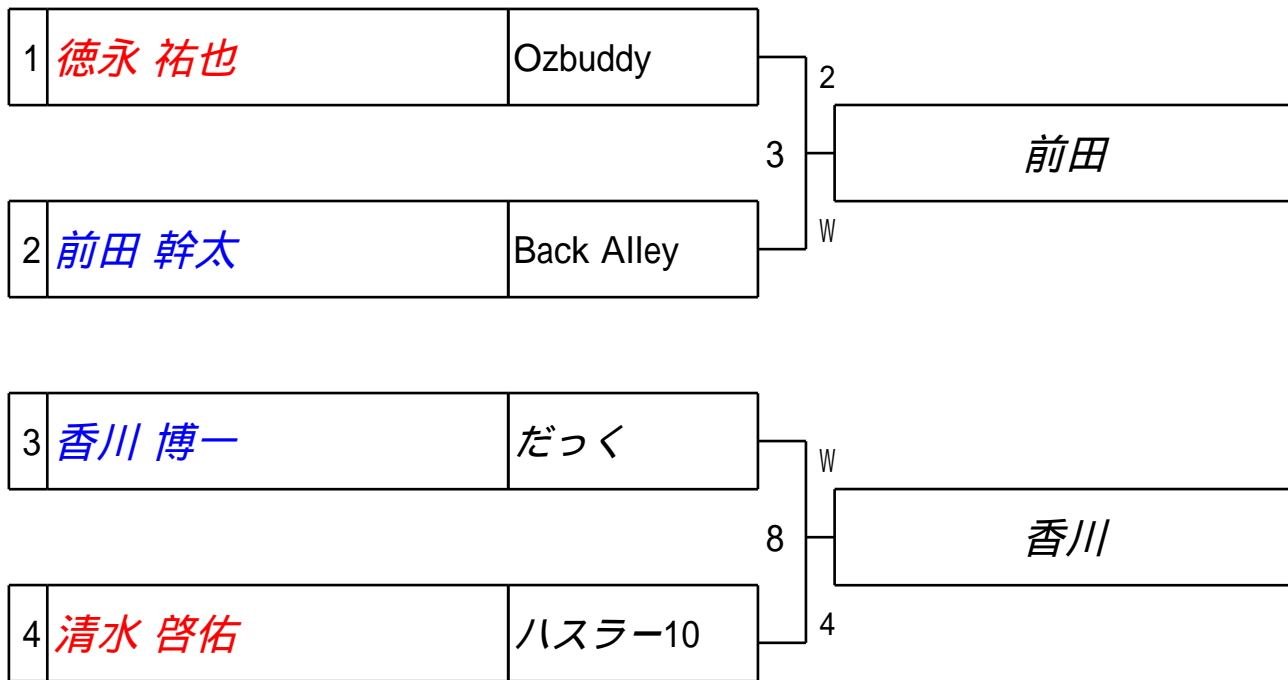 1 徳永 祐也 Ozbuddy
2
3
前田
2 前田 幹太 Back Alley
W
3 香川 博一 だっく
W
8
香川
4 清水 啓佑 ハスラー10
4